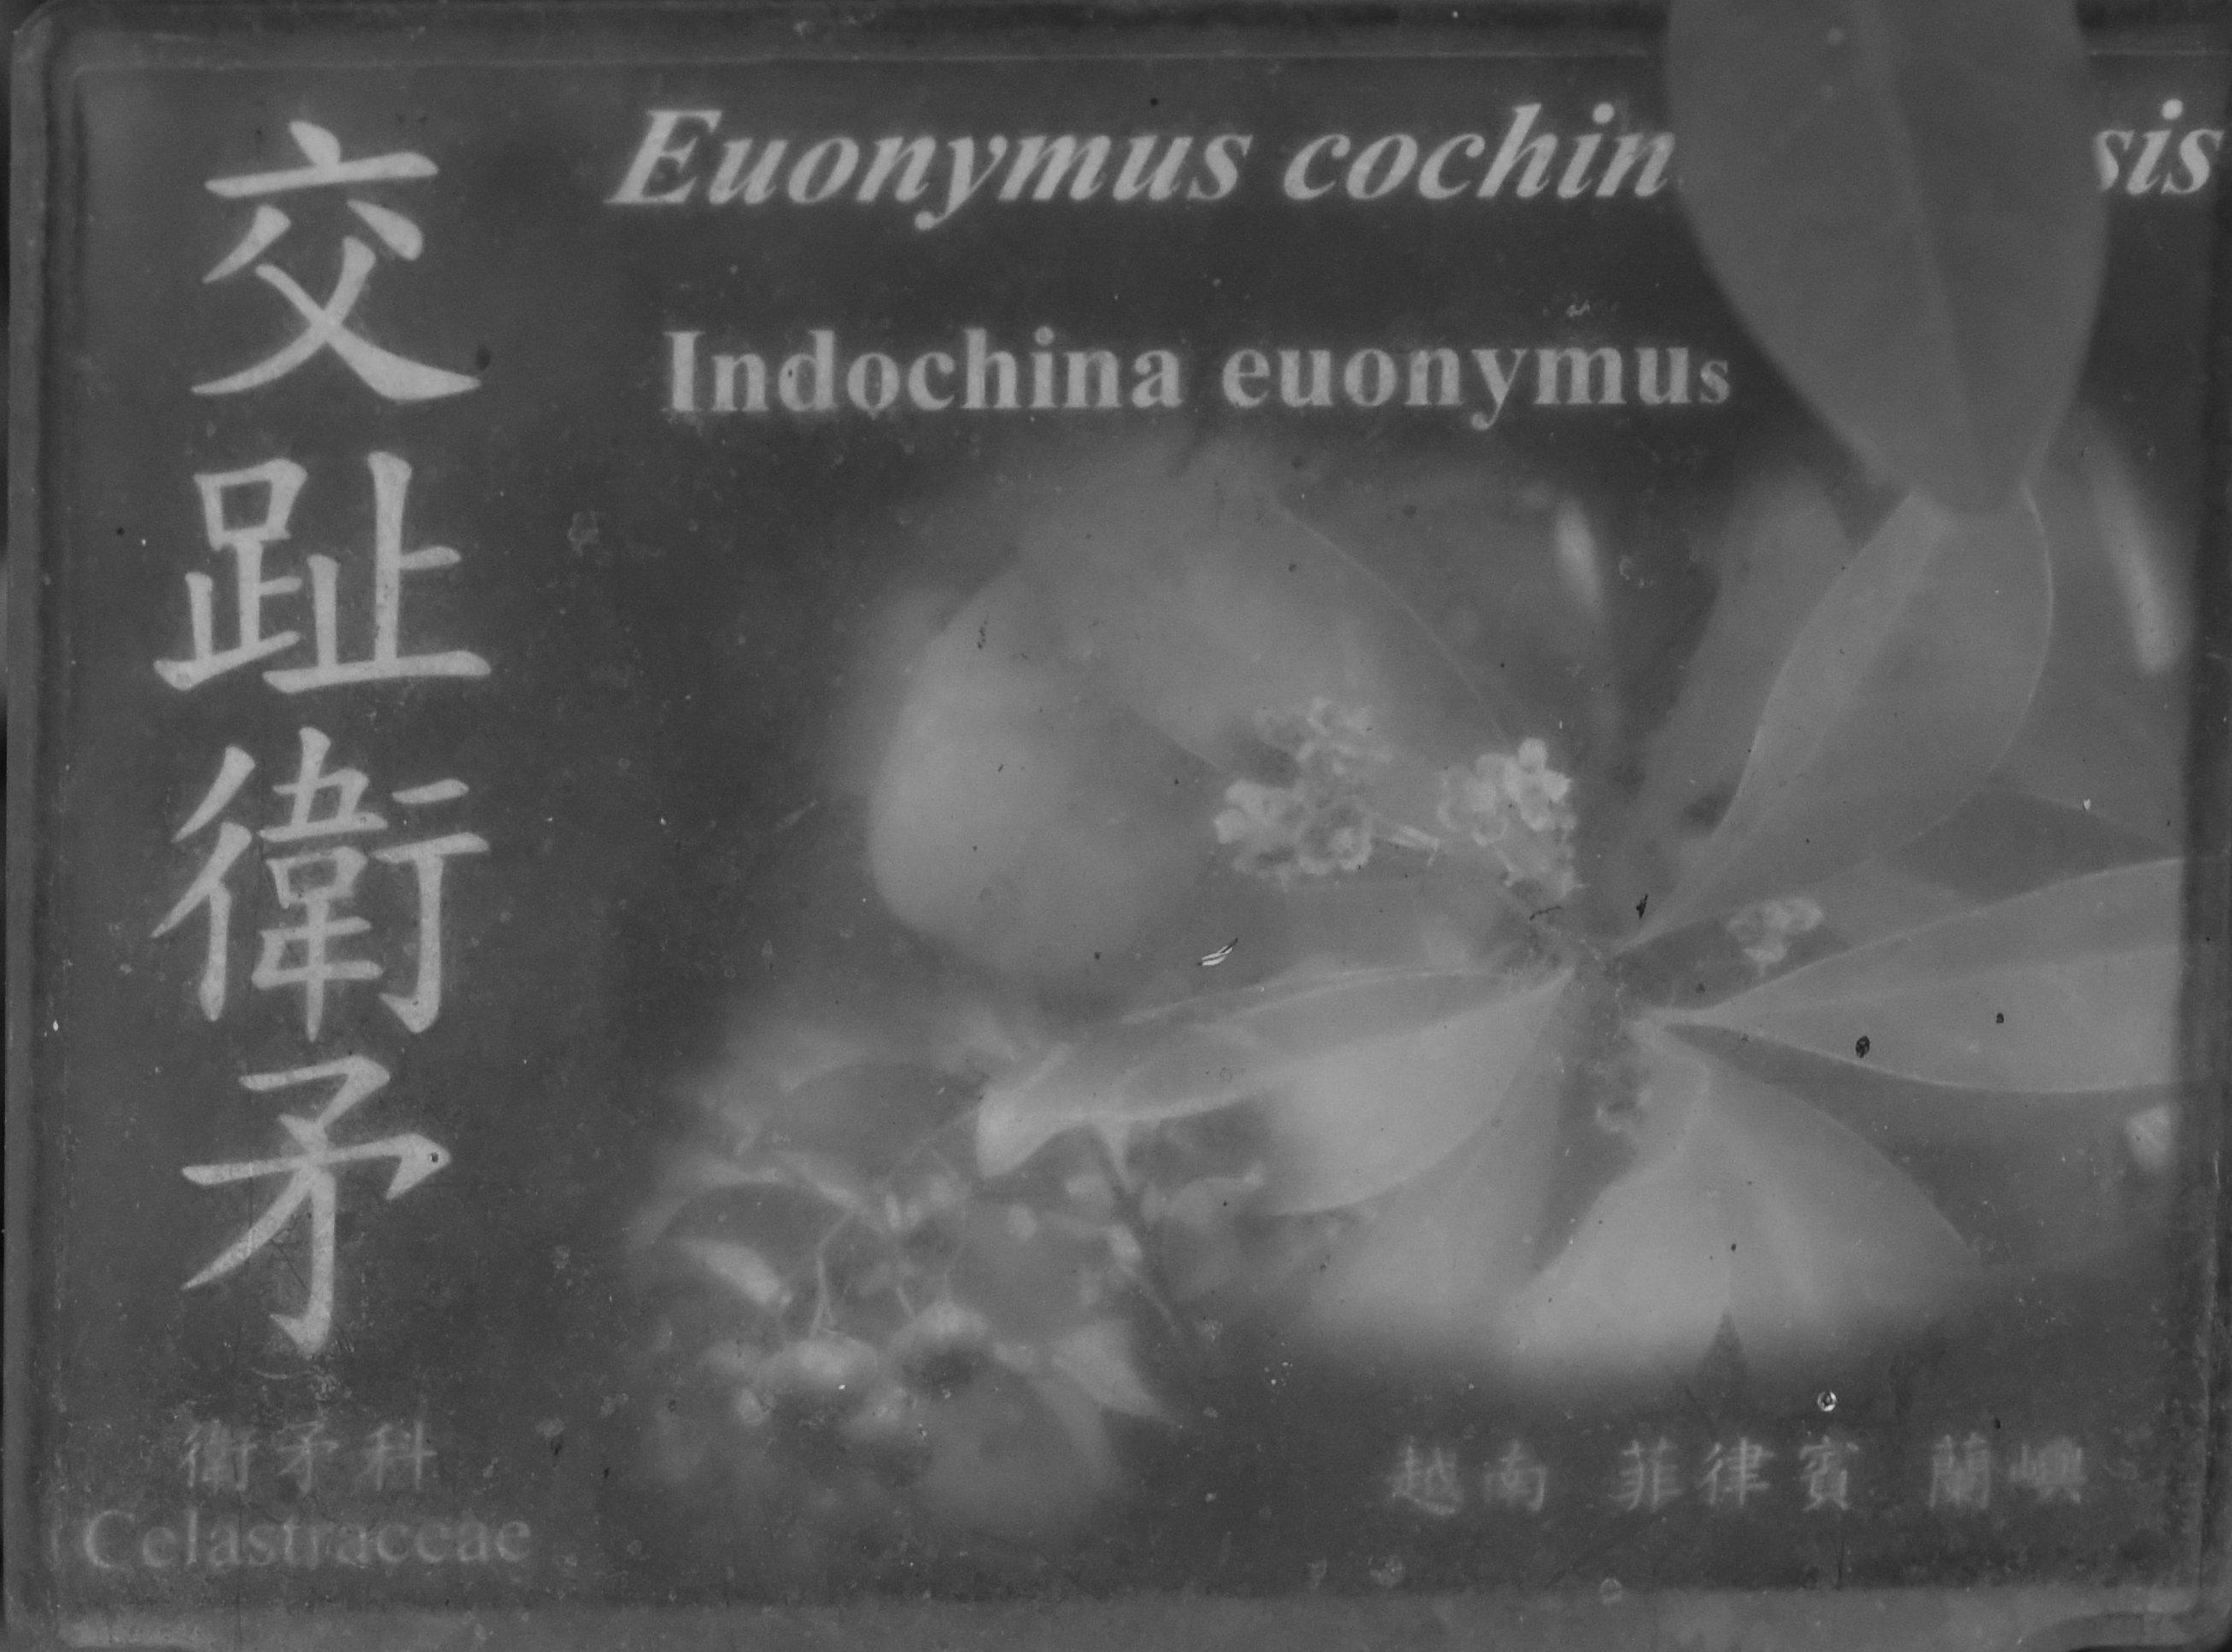 交趾衛矛
Euonymus cochin sis
Indochina euonymus
衛矛科
Celastraceae
越南 菲律賓 蘭嶼